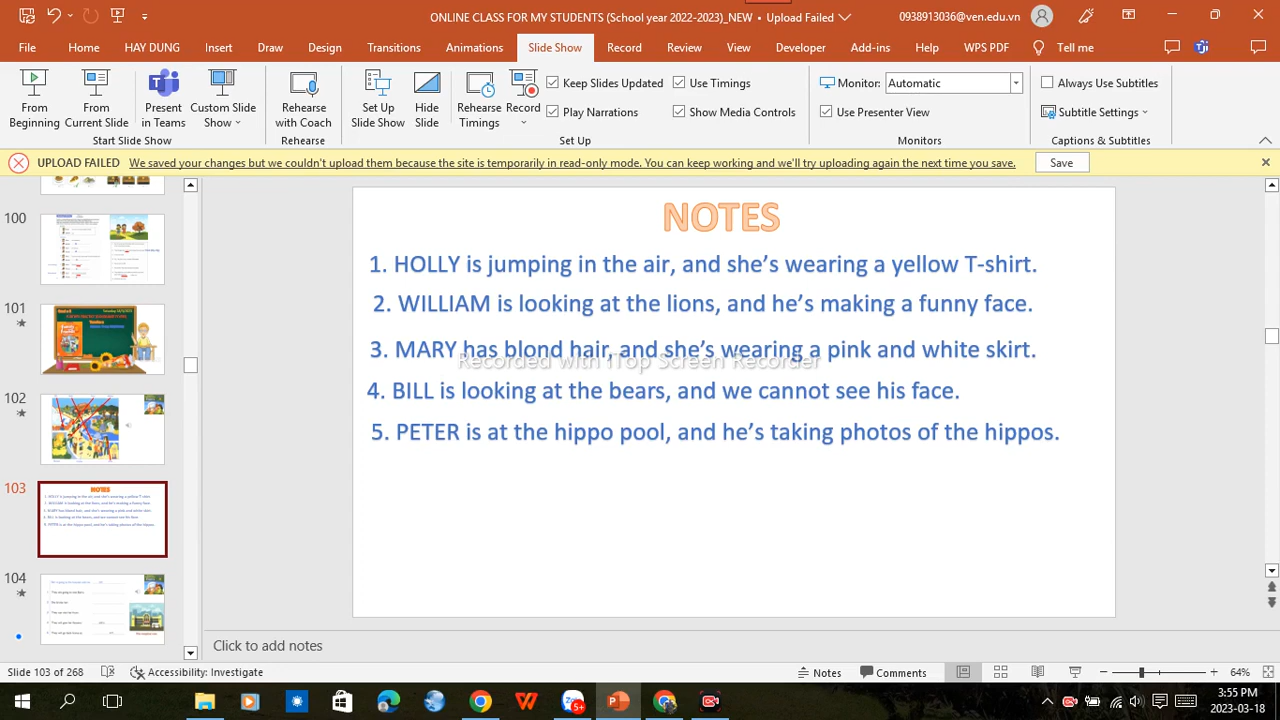 ONLINE CLASS FOR MY STUDENTS (School year 2022-2023)_NEW • Upload Failed
0938913036@ven.edu.vn
File Home HAY DUNG Insert Draw Design Transitions Animations Slide Show Record Review View Developer Add-ins Help WPS PDF Tell me
From Beginning
From Current Slide
Present in Teams
Custom Slide Show
Rehearse with Coach
Set Up Slide Show
Hide Slide
Rehearse Timings
Record
Keep Slides Updated
Use Timings
Play Narrations
Show Media Controls
Monitor: Automatic
Use Presenter View
Always Use Subtitles
Subtitle Settings
Start Slide Show Rehearse Set Up Monitors Captions & Subtitles
UPLOAD FAILED We saved your changes but we couldn't upload them because the site is temporarily in read-only mode. You can keep working and we'll try uploading again the next time you save. Save
100
101
102
103
104
NOTES
1. HOLLY is jumping in the air, and she's wearing a yellow T-shirt.
2. WILLIAM is looking at the lions, and he's making a funny face.
3. MARY has blond hair, and she's wearing a pink and white skirt.
Recorded with iTop Screen Recorder
4. BILL is looking at the bears, and we cannot see his face.
5. PETER is at the hippo pool, and he's taking photos of the hippos.
Click to add notes
Slide 103 of 268 Accessibility: Investigate Notes Comments 64%
5+
3:55 PM
2023-03-18